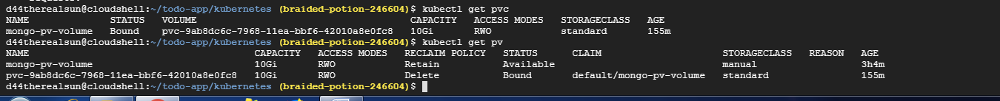 d44therealsun@cloudshell:~/todo-app/kubernetes (braided-potion-246604)$ kubectl get pvc
NAME STATUS VOLUME CAPACITY ACCESS MODES STORAGECLASS AGE
mongo-pv-volume Bound pvc-9ab8dc6c-7968-11ea-bbf6-42010a8e0fc8 10Gi RWO standard 155m
d44therealsun@cloudshell:~/todo-app/kubernetes (braided-potion-246604)$ kubectl get pv
NAME CAPACITY ACCESS MODES RECLAIM POLICY STATUS CLAIM STORAGECLASS REASON AGE
mongo-pv-volume 10Gi RWO Retain Available manual 3h4m
pvc-9ab8dc6c-7968-11ea-bbf6-42010a8e0fc8 10Gi RWO Delete Bound default/mongo-pv-volume standard 155m
d44therealsun@cloudshell:~/todo-app/kubernetes (braided-potion-246604)$